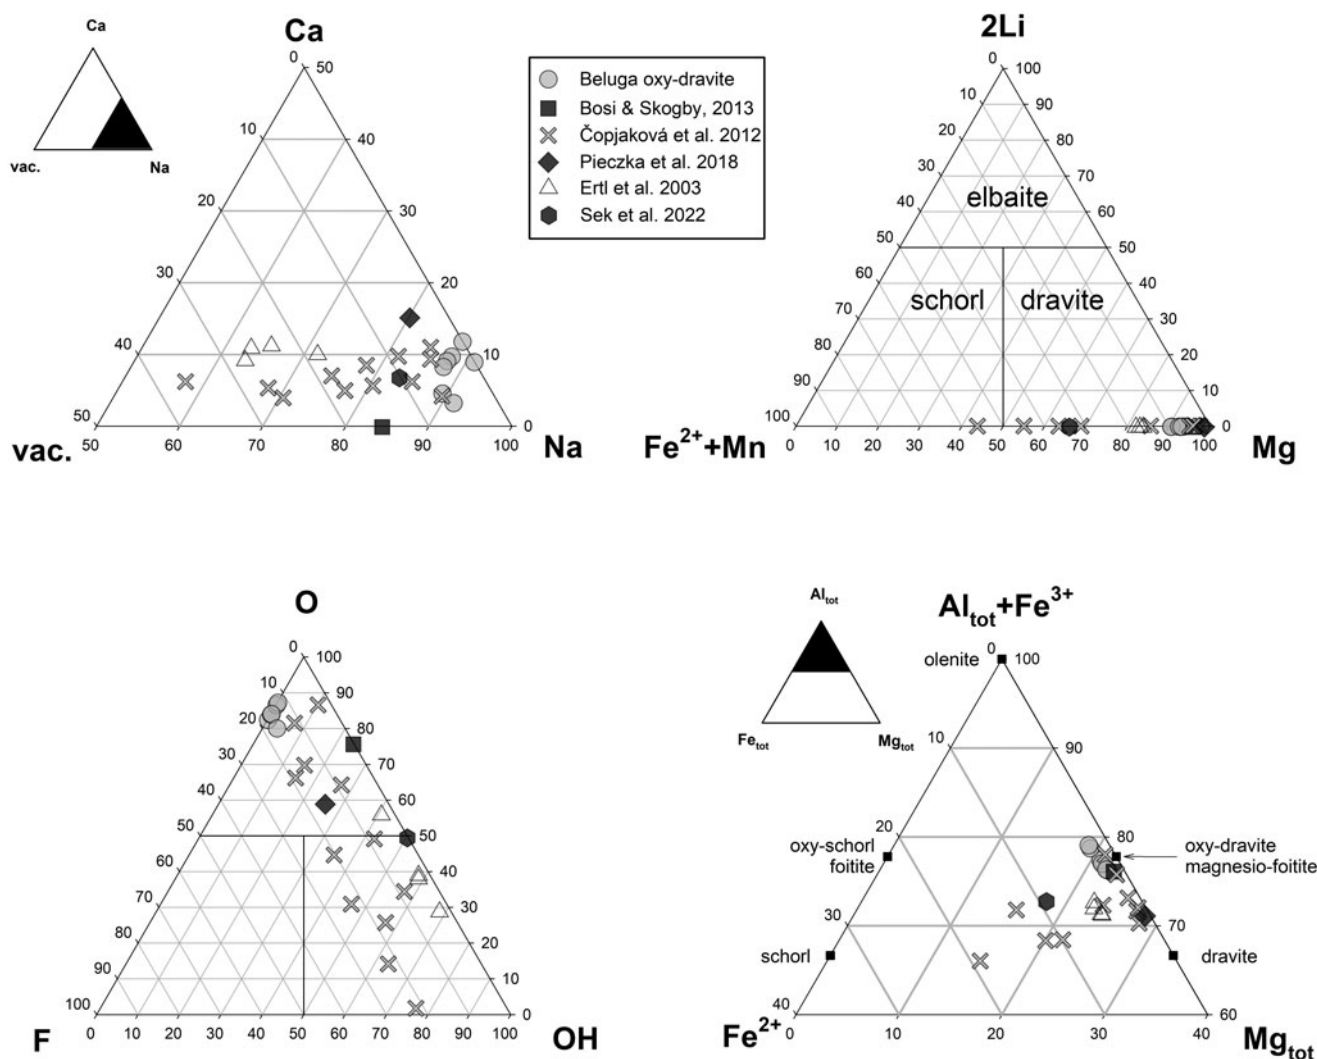 Ca
vac.
Na
Ca
0
50
10
40
20
30
30
20
40
10
50
0
vac.
Na
50
60
70
80
90
100
Beluga oxy-dravite
Bosi & Skogby, 2013
Čopjaková et al. 2012
Pieczka et al. 2018
Ertl et al. 2003
Sek et al. 2022
2Li
0
100
10
90
20
80
30
70
40
60
50
50
60
40
70
30
80
20
90
10
100
0
elbaite
schorl
dravite
Fe²⁺+Mn
Mg
0
10
20
30
40
50
60
70
80
90
100
O
0
100
10
90
20
80
30
70
40
60
50
50
60
40
70
30
80
20
90
10
100
0
F
OH
0
10
20
30
40
50
60
70
80
90
100
Al_tot
Fe_tot
Mg_tot
Al_tot+Fe³⁺
olenite
0
100
10
90
20
80
oxy-schorl
foitite
oxy-dravite
magnesio-foitite
30
70
schorl
dravite
40
60
Fe²⁺
Mg_tot
0
10
20
30
40